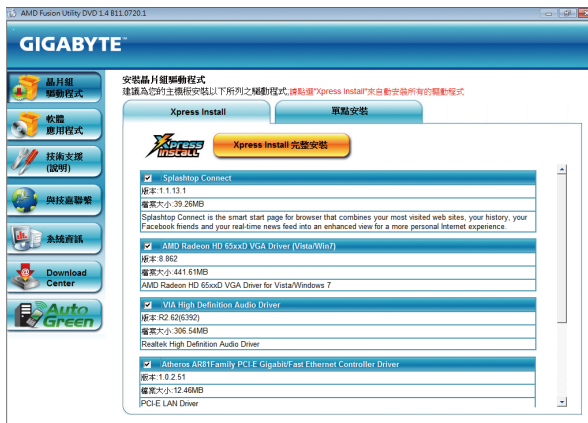 AMD Fusion Utility DVD 1.4 B11.0720.1
GIGABYTE™
晶片組
驅動程式
軟體
應用程式
技術支援
(說明)
與技嘉聯繫
系統資訊
Download
Center
Auto
Green
安裝晶片組驅動程式
建議為您的主機板安裝以下所列之驅動程式;請點選"Xpress Install"來自動安裝所有的驅動程式
Xpress Install
單點安裝
Xpress
Install
Xpress Install 完整安裝
Splashtop Connect
版本:1.1.13.1
檔案大小:39.26MB
Splashtop Connect is the smart start page for browser that combines your most visited web sites, your history, your
Facebook friends and your real-time news feed into an enhanced view for a more personal Internet experience.
AMD Radeon HD 65xxD VGA Driver (Vista/Win7)
版本:8.862
檔案大小:441.61MB
AMD Radeon HD 65xxD VGA Driver for Vista/Windows 7
VIA High Definition Audio Driver
版本:R2.62(6392)
檔案大小:306.54MB
Realtek High Definition Audio Driver
Atheros AR81Family PCI-E Gigabit/Fast Ethernet Controller Driver
版本:1.0.2.51
檔案大小:12.46MB
PCI-E LAN Driver